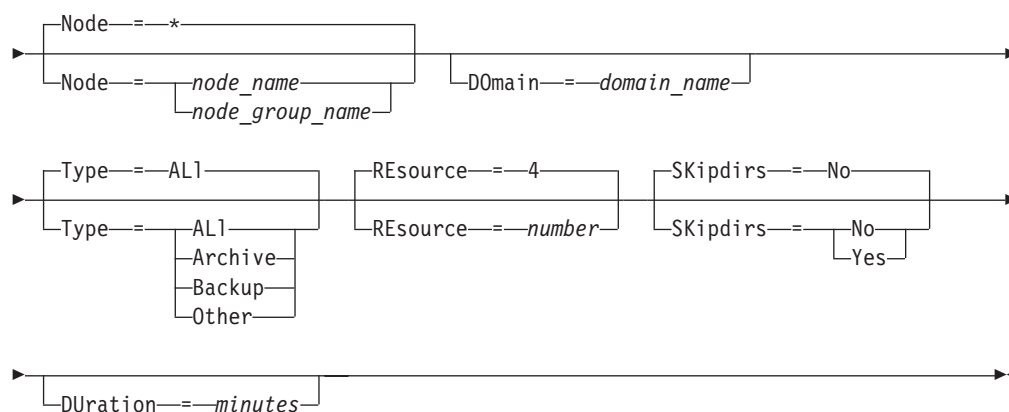 Node = *
Node = node_name
node_group_name
DOmain = domain_name
Type = ALl
Type = ALl
Archive
Backup
Other
REsource = 4
REsource = number
SKipdirs = No
SKipdirs = No
Yes
DUration = minutes